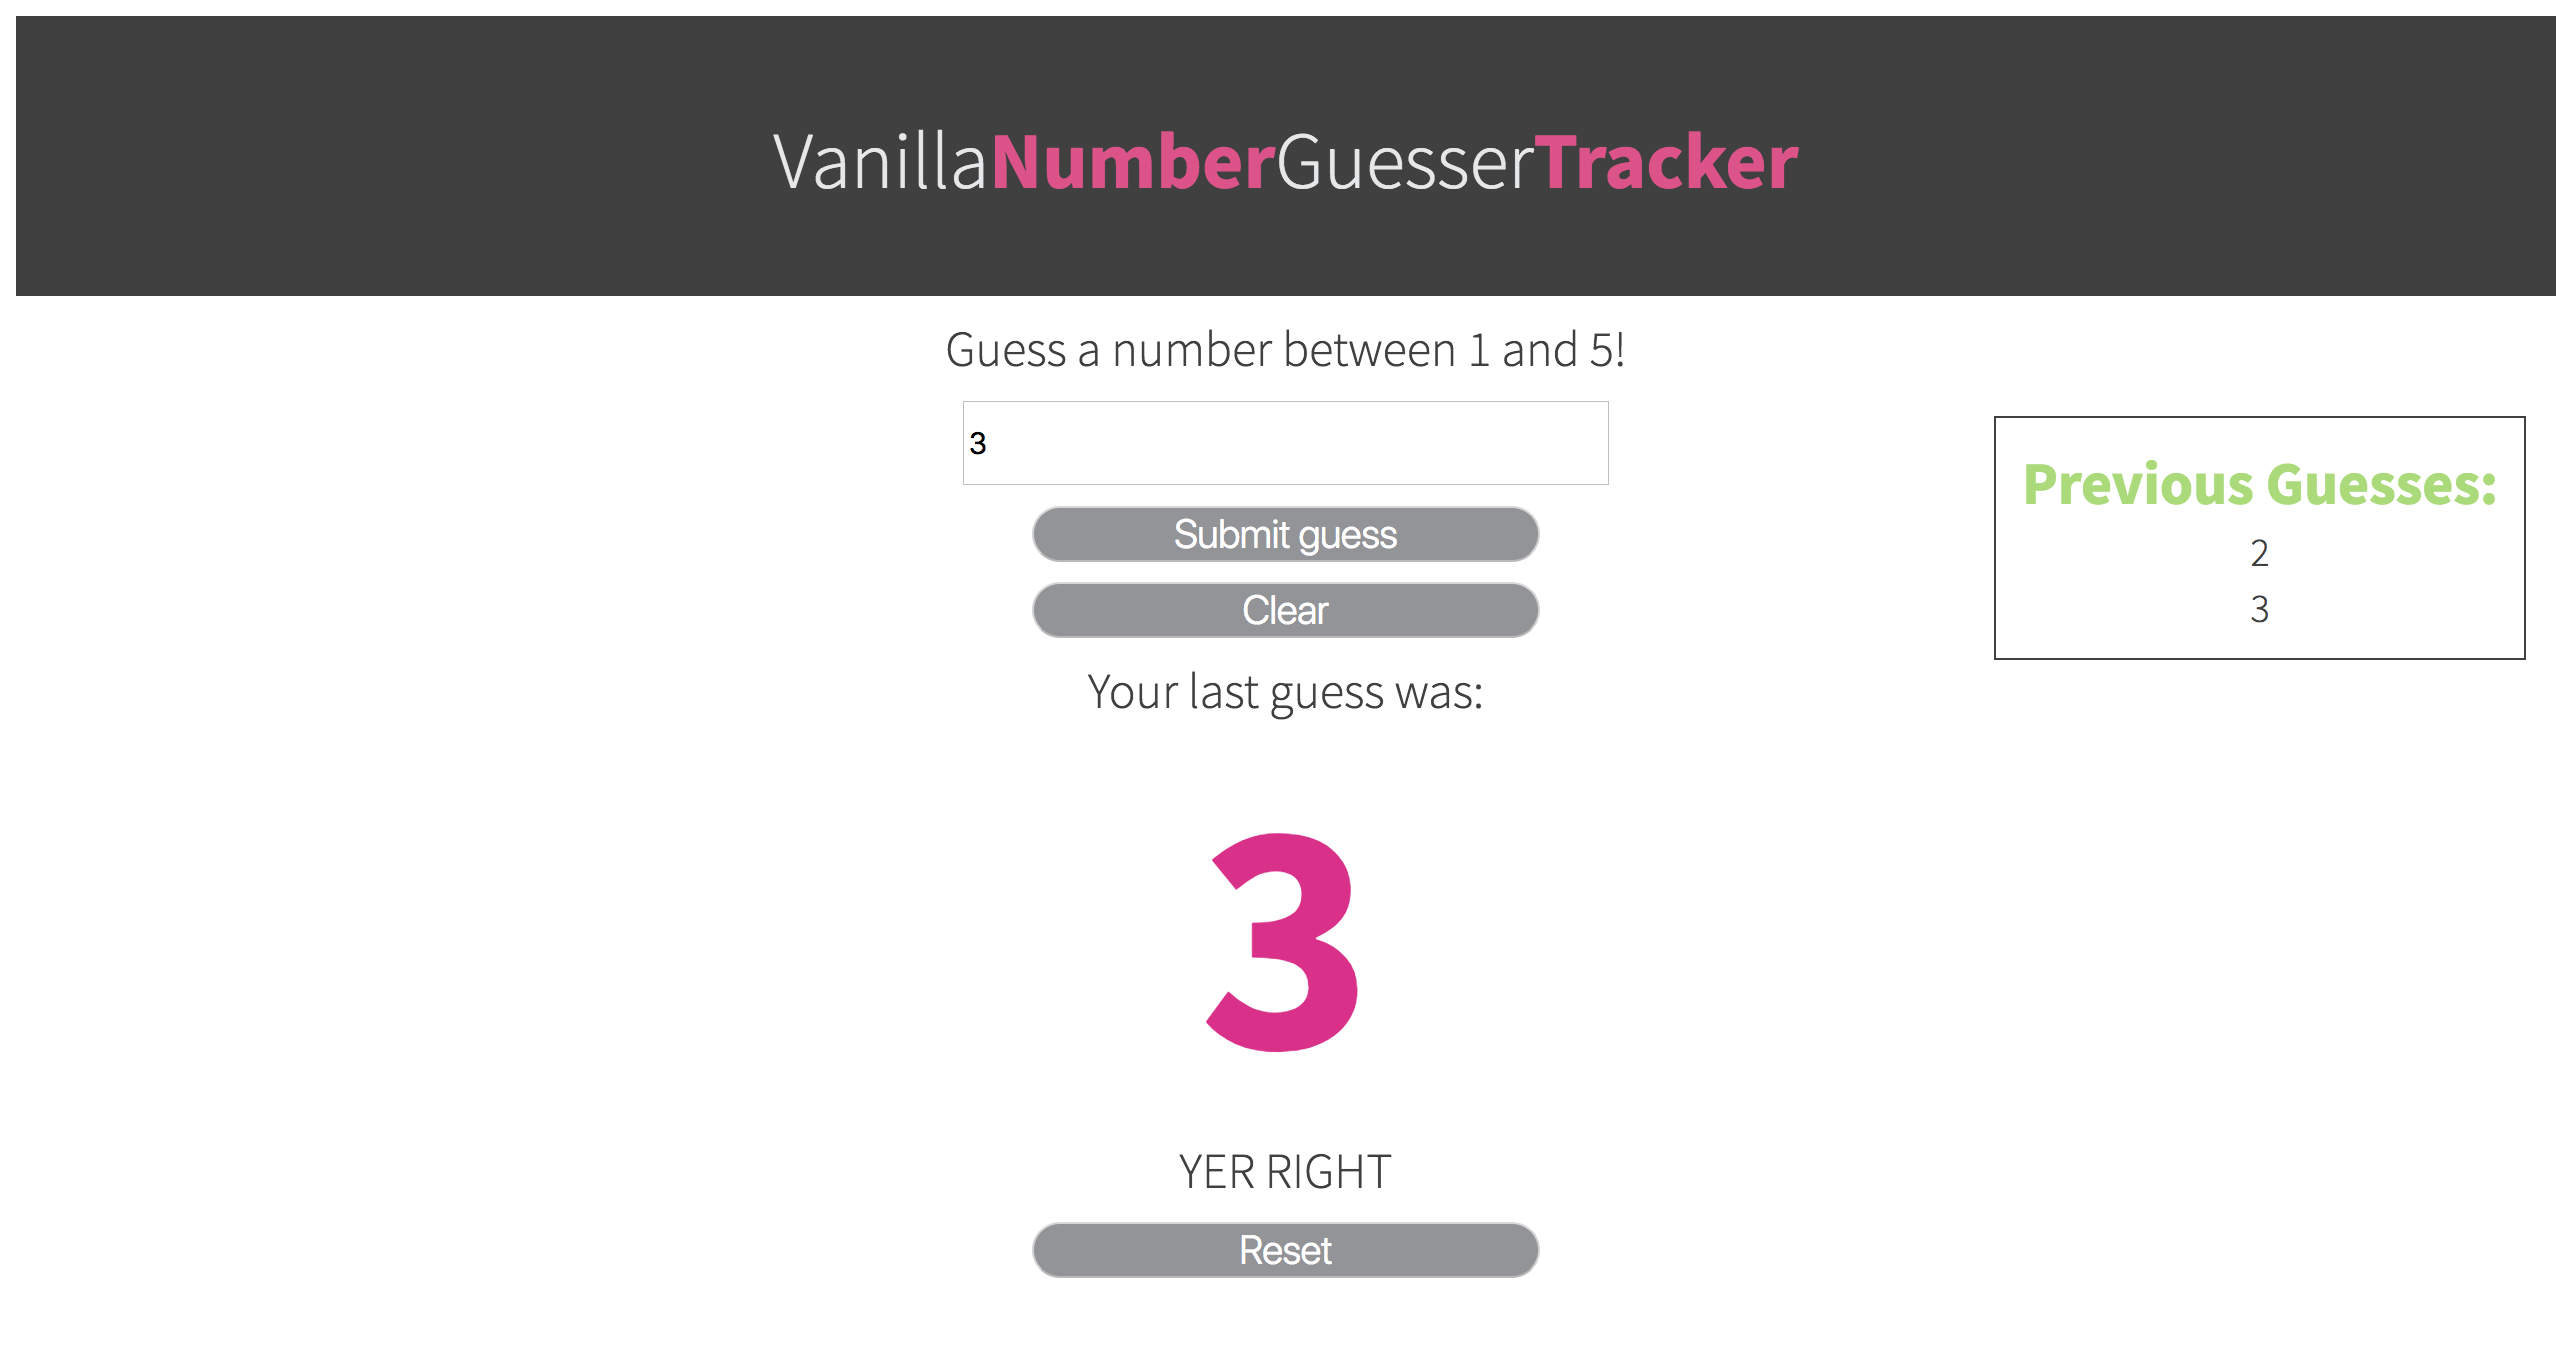 VanillaNumberGuesserTracker
Guess a number between 1 and 5!
3
Submit guess
Clear
Your last guess was:
3
YER RIGHT
Reset
Previous Guesses:
2
3